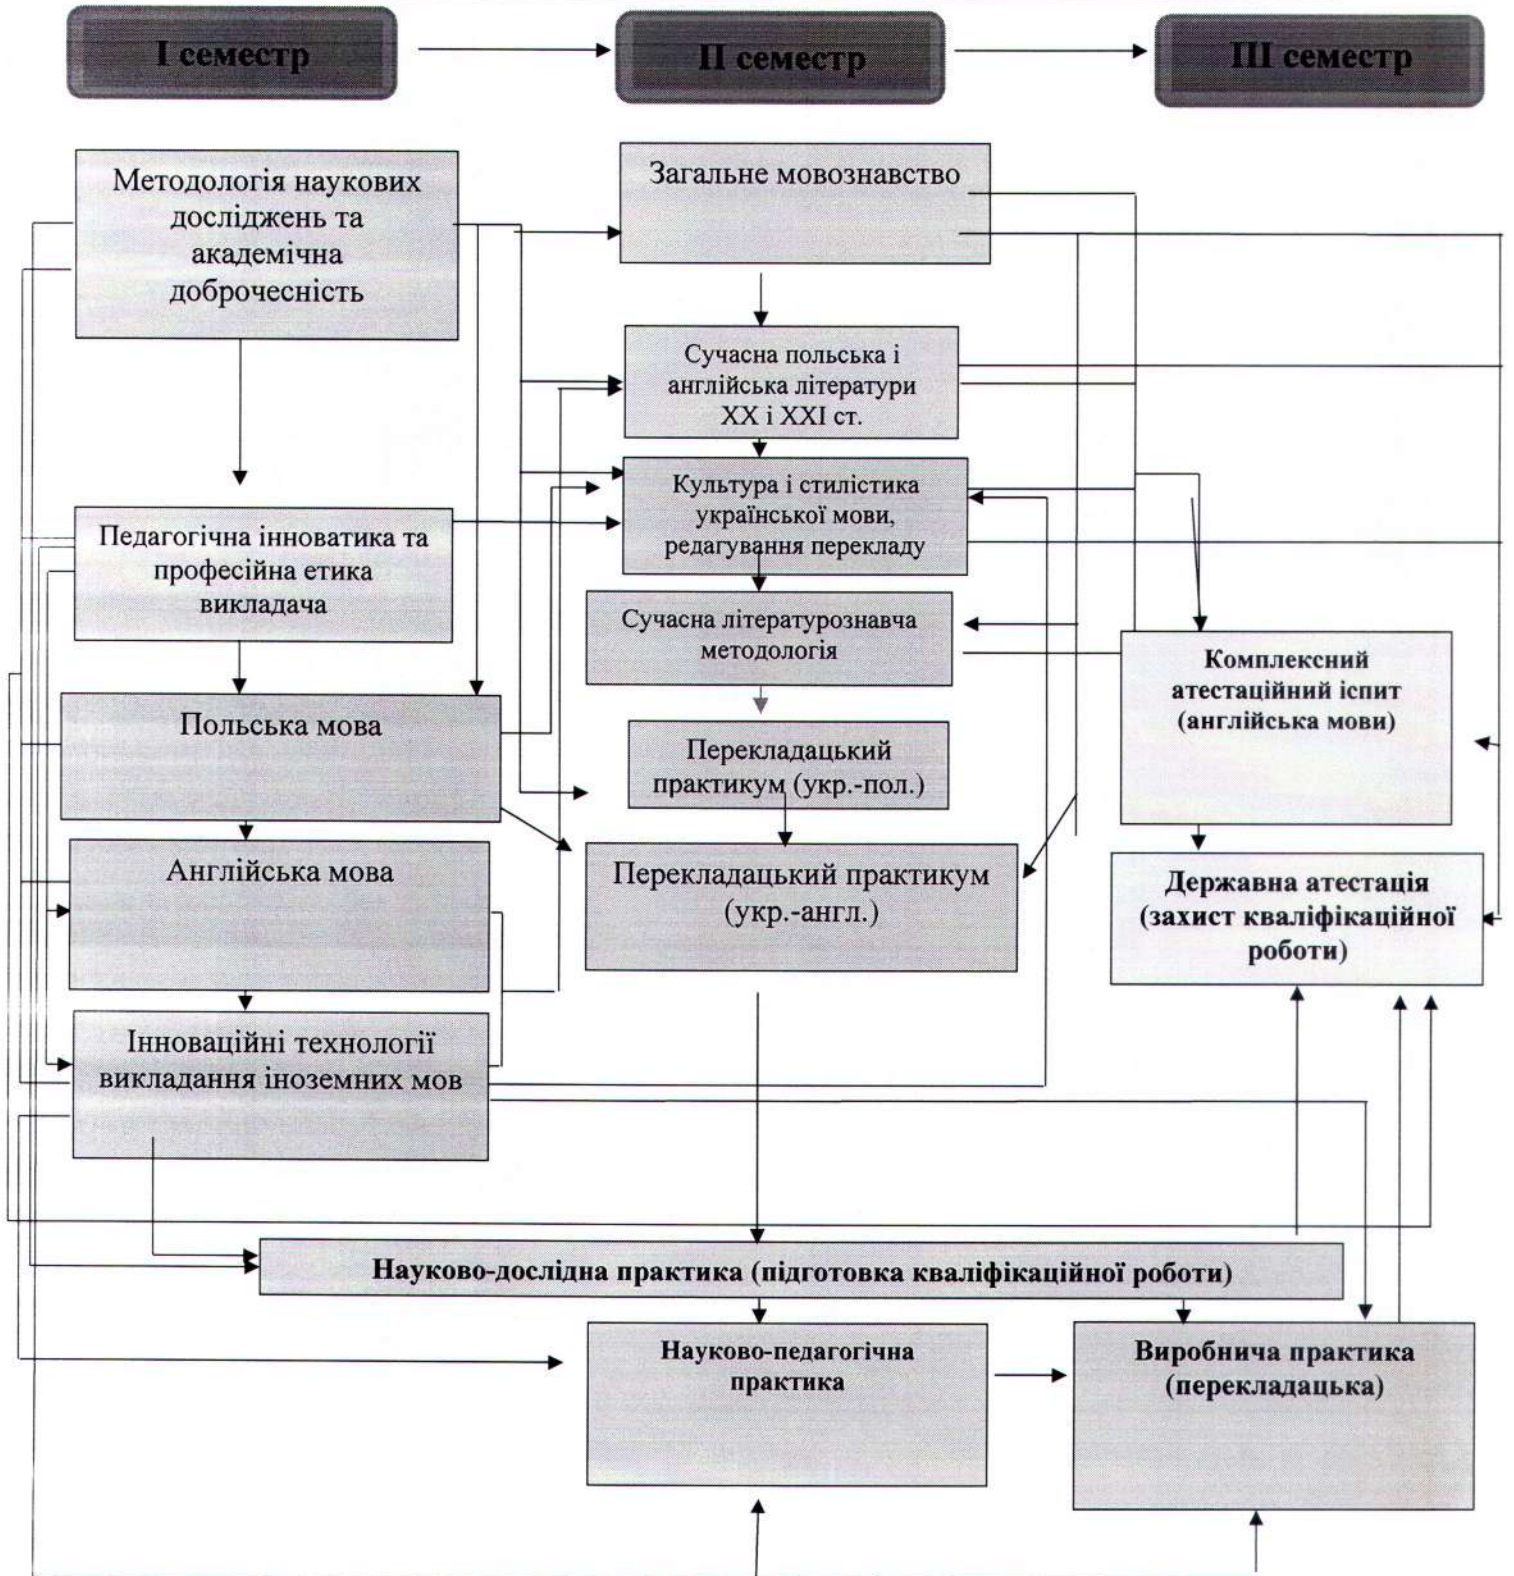 І семестр
ІІ семестр
ІІІ семестр
Методологія наукових
досліджень та
академічна
доброчесність
Педагогічна інноватика та
професійна етика
викладача
Польська мова
Англійська мова
Інноваційні технології
викладання іноземних мов
Загальне мовознавство
Сучасна польська і
англійська літератури
ХХ і ХХІ ст.
Культура і стилістика
української мови,
редагування перекладу
Сучасна літературознавча
методологія
Перекладацький
практикум (укр.-пол.)
Перекладацький практикум
(укр.-англ.)
Комплексний
атестаційний іспит
(англійська мови)
Державна атестація
(захист кваліфікаційної
роботи)
Науково-дослідна практика (підготовка кваліфікаційної роботи)
Науково-педагогічна
практика
Виробнича практика
(перекладацька)